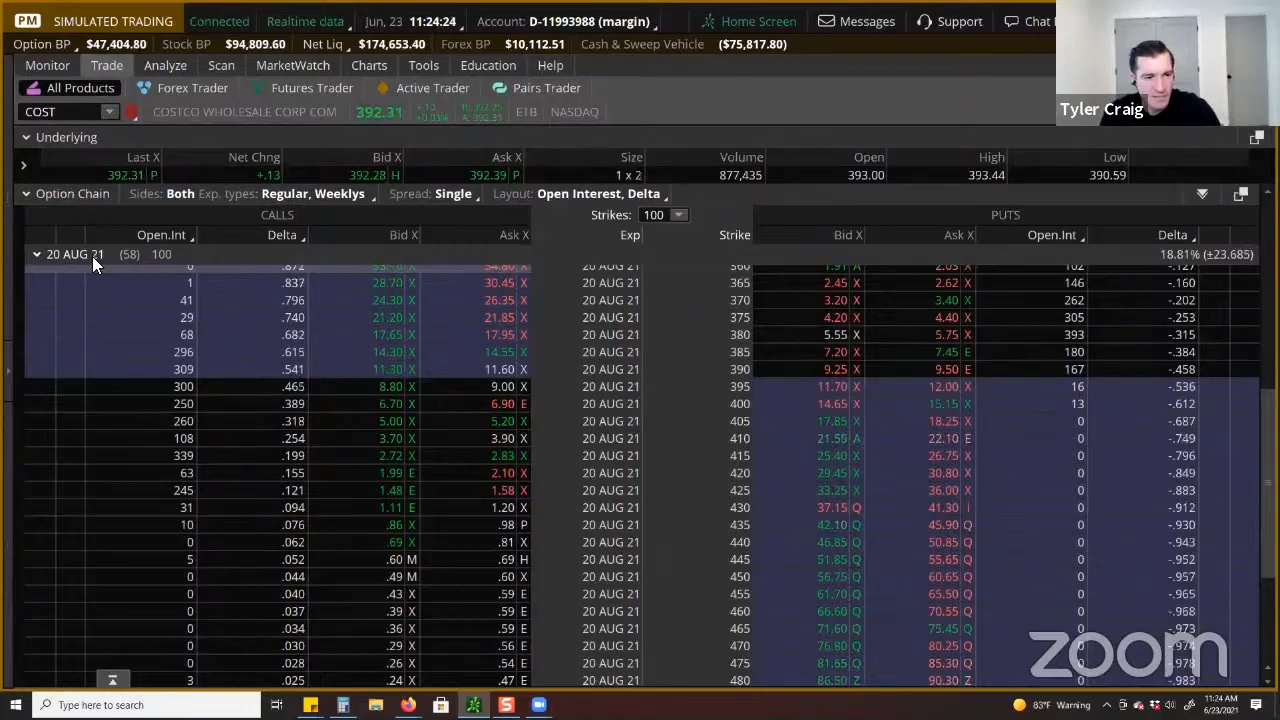 PM SIMULATED TRADING Connected Realtime data Jun, 23 11:24:24 Account: D-11993988 (margin) Home Screen Messages Support Chat
Option BP $47,404.80 Stock BP $94,809.60 Net Liq $174,653.40 Forex BP $10,112.51 Cash & Sweep Vehicle ($75,817.80)
Monitor Trade Analyze Scan MarketWatch Charts Tools Education Help
All Products Forex Trader Futures Trader Active Trader Pairs Trader
Tyler Craig
COST COSTCO WHOLESALE CORP COM 392.31 +.13 +0.03% B: 392.25 A: 392.31 ETB NASDAQ
Underlying
Last X Net Chng Bid X Ask X Size Volume Open High Low
392.31 P +.13 392.28 H 392.39 P 1 x 2 877,435 393.00 393.44 390.59
Option Chain Sides: Both Exp. types: Regular, Weeklys Spread: Single Layout: Open Interest, Delta
CALLS Strikes: 100 PUTS
Open.Int Delta Bid X Ask X Exp Strike Bid X Ask X Open.Int Delta
20 AUG 21 (58) 100 18.81% (±23.685)
0 .872 33.10 X 34.80 X 20 AUG 21 360 1.91 A 2.03 X 102 -.127
1 .837 28.70 X 30.45 X 20 AUG 21 365 2.45 X 2.62 X 146 -.160
41 .796 24.30 X 26.35 X 20 AUG 21 370 3.20 X 3.40 X 262 -.202
29 .740 21.20 X 21.85 X 20 AUG 21 375 4.20 X 4.40 X 305 -.253
68 .682 17.65 X 17.95 X 20 AUG 21 380 5.55 X 5.75 X 393 -.315
296 .615 14.30 X 14.55 X 20 AUG 21 385 7.20 X 7.45 E 180 -.384
309 .541 11.30 X 11.60 X 20 AUG 21 390 9.25 X 9.50 E 167 -.458
300 .465 8.80 X 9.00 X 20 AUG 21 395 11.70 X 12.00 X 16 -.536
250 .389 6.70 X 6.90 E 20 AUG 21 400 14.65 X 15.15 X 13 -.612
260 .318 5.00 X 5.20 X 20 AUG 21 405 17.85 X 18.25 X 0 -.687
108 .254 3.70 X 3.90 X 20 AUG 21 410 21.55 A 22.10 E 0 -.749
339 .199 2.72 X 2.83 X 20 AUG 21 415 25.40 X 26.75 X 0 -.796
63 .155 1.99 E 2.10 X 20 AUG 21 420 29.45 X 30.80 X 0 -.849
245 .121 1.48 E 1.58 X 20 AUG 21 425 33.25 X 36.00 X 0 -.883
31 .094 1.11 E 1.20 X 20 AUG 21 430 37.15 Q 41.30 I 0 -.912
10 .076 .86 X .98 P 20 AUG 21 435 42.10 Q 45.90 Q 0 -.930
0 .062 .69 X .81 X 20 AUG 21 440 46.85 Q 50.85 Q 0 -.943
5 .052 .60 M .69 H 20 AUG 21 445 51.85 Q 55.65 Q 0 -.952
0 .044 .49 M .60 X 20 AUG 21 450 56.75 Q 60.65 Q 0 -.957
0 .040 .43 X .59 E 20 AUG 21 455 61.70 Q 65.50 Q 0 -.965
0 .037 .39 X .59 E 20 AUG 21 460 66.60 Q 70.55 Q 0 -.968
0 .034 .36 X .59 E 20 AUG 21 465 71.60 Q 75.45 Q 0 -.973
0 .030 .29 X .56 E 20 AUG 21 470 76.80 Q 80.25 Q 0 -.974
0 .028 .26 X .54 E 20 AUG 21 475 81.65 Q 85.30 Q 0 -.978
3 .025 .24 X .47 E 20 AUG 21 480 86.50 Z 90.30 Z 0 -.983
zoom
Type here to search 83°F Warning 11:24 AM
6/23/2021